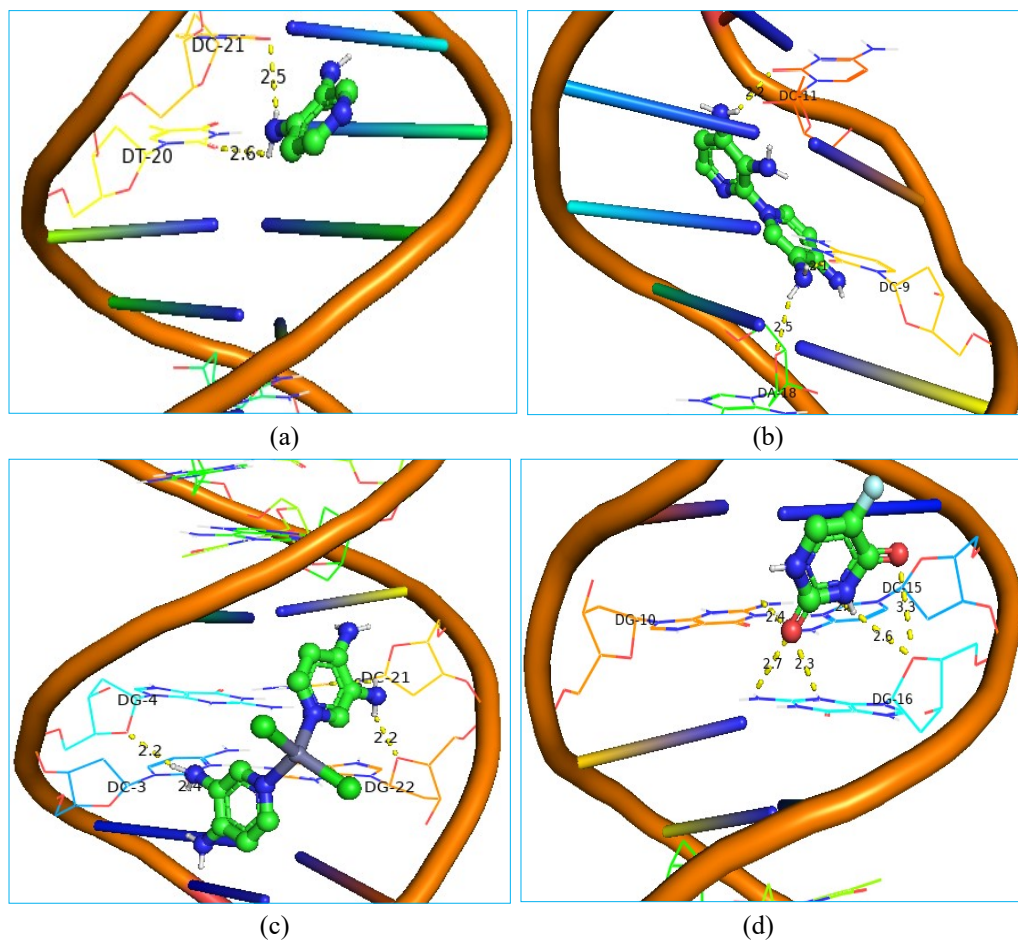 DC-21
2.5
DT-20
2.6
(a)
2.2
DC-11
2.1
DC-9
2.5
DA-18
(b)
DC-21
DG-4
2.2
2.2
DC-3
2.4
DG-22
(c)
DC-15
DG-10
2.4
3.3
2.6
2.7
2.3
DG-16
(d)